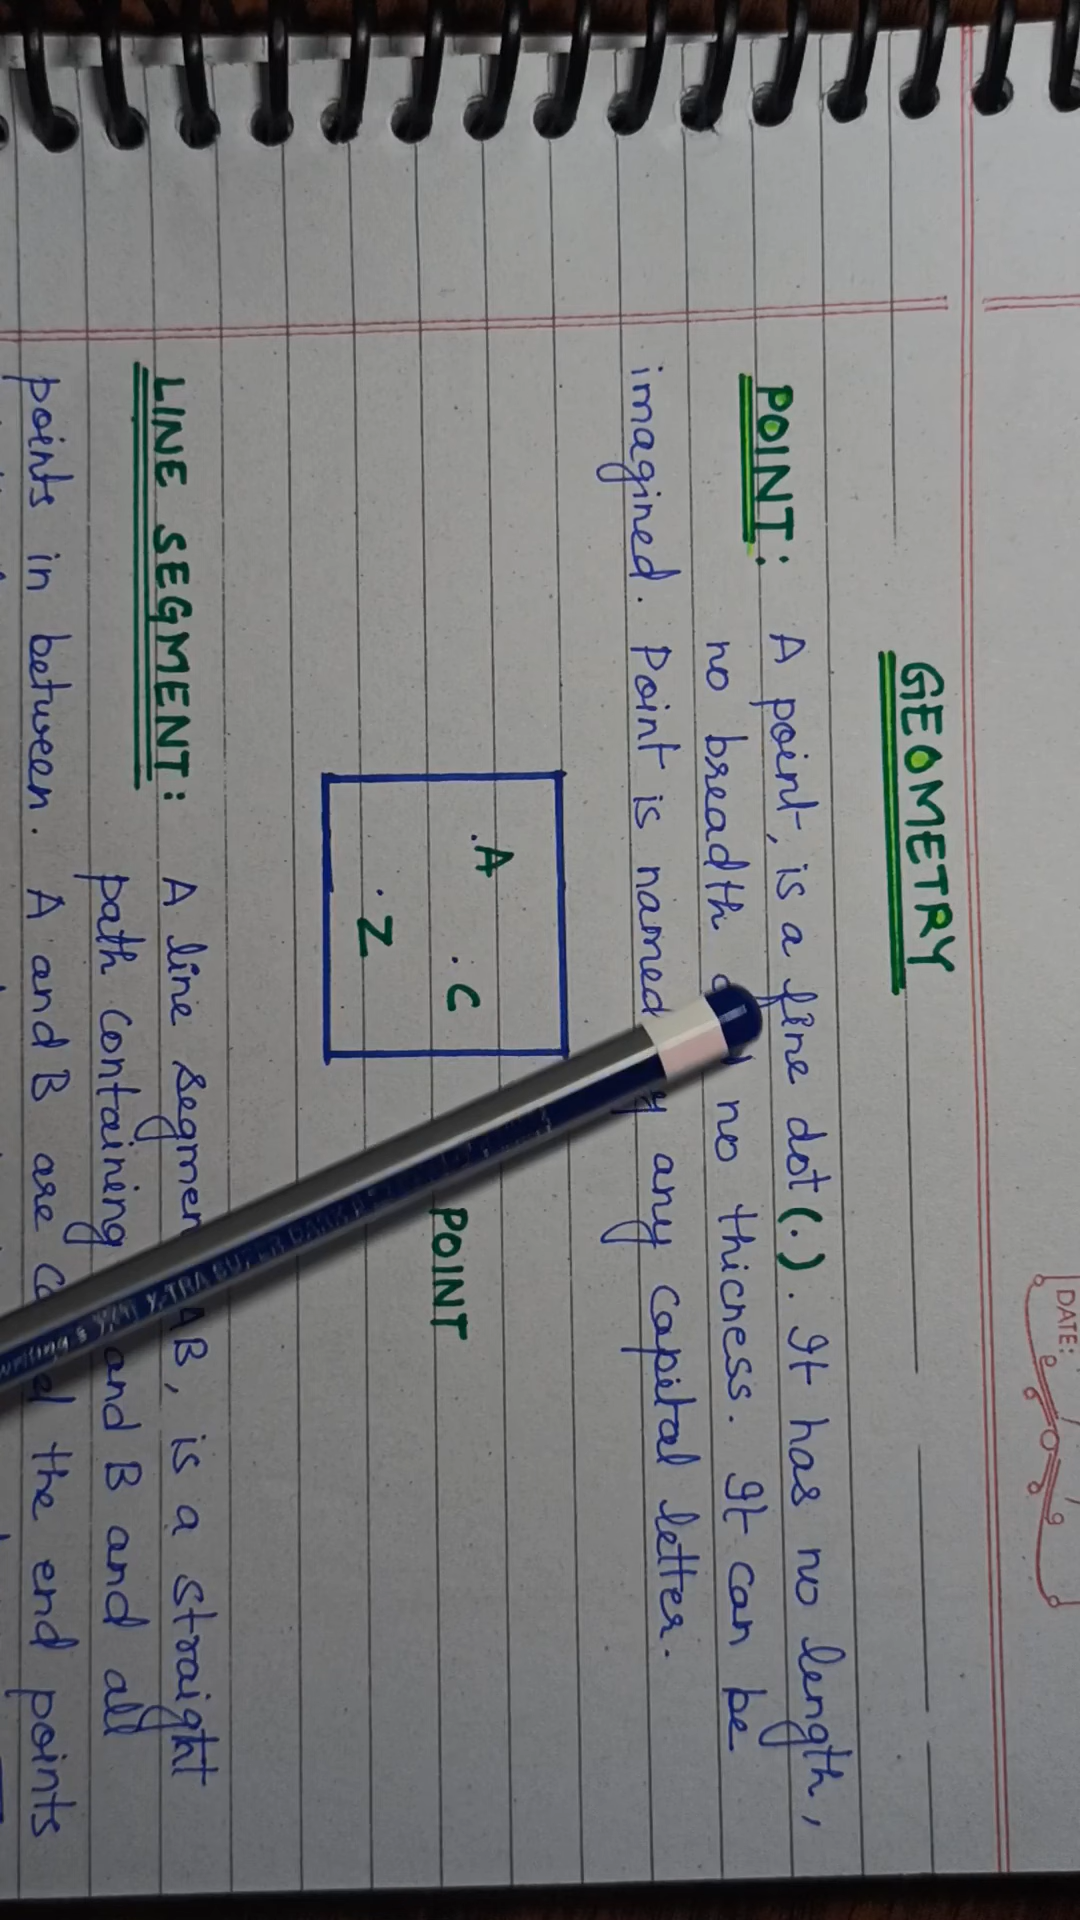 DATE:
GEOMETRY
POINT: A point, is a fine dot (.). It has no length,
no breadth no thicness. It can be
imagined. Point is named any capital letter.
.A
.C
.Z
POINT
LINE SEGMENT: A line AB, is a straight
path containing and B and all
points in between. A and B are the end points